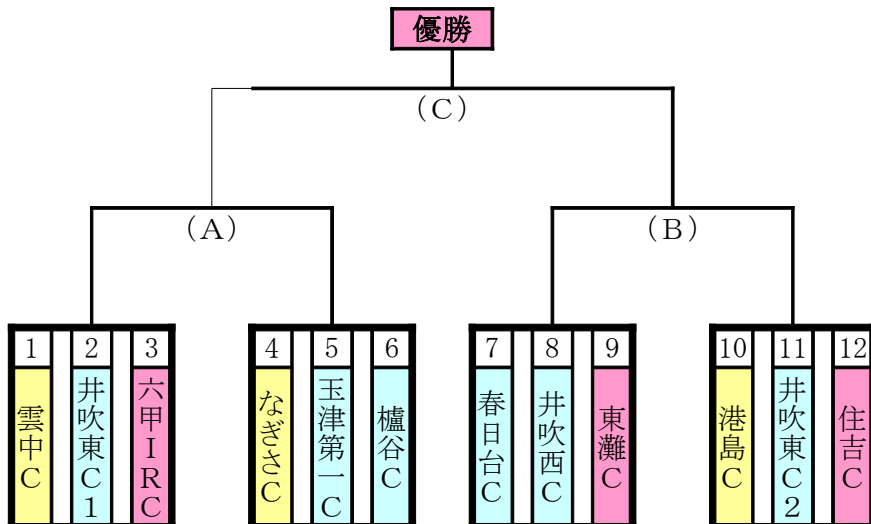 優勝
（C）
（A）
（B）
1
2
3
4
5
6
7
8
9
10
11
12
雲中C
井吹東C1
六甲IRC
なぎさC
玉津第一C
櫨谷C
春日台C
井吹西C
東灘C
港島C
井吹東C2
住吉C